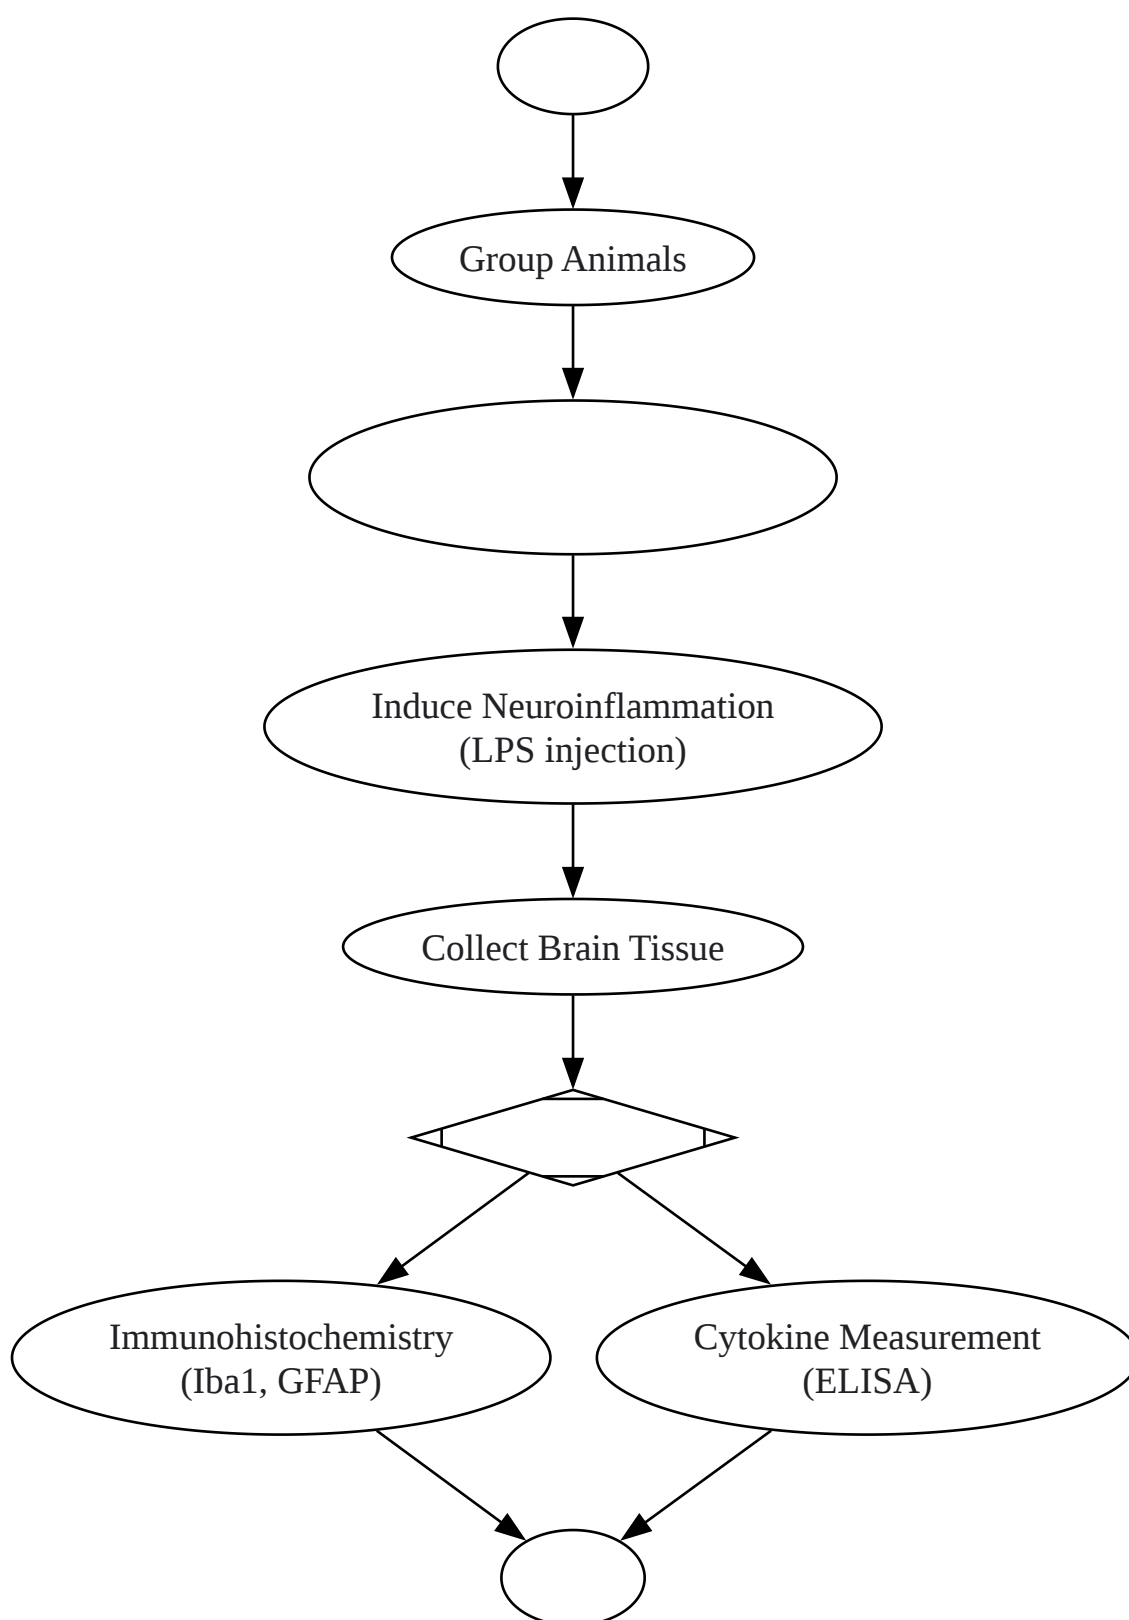 Group Animals
Induce Neuroinflammation
(LPS injection)
Collect Brain Tissue
Immunohistochemistry
(Iba1, GFAP)
Cytokine Measurement
(ELISA)